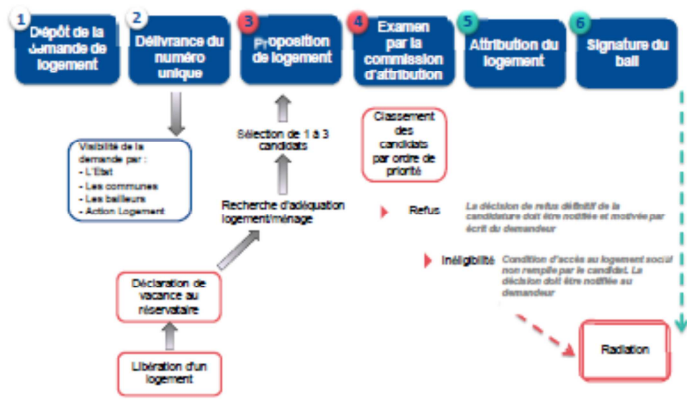 1
Dépôt de la
demande de
logement
2
Délivrance du
numéro
unique
3
Proposition
de logement
4
Examen
par la
commission
d'attribution
5
Attribution du
logement
6
Signature du
bail
Visibilité de la
demande par :
- L'Etat
- Les communes
- Les bailleurs
- Action Logement
Sélection de 1 à 3
candidats
Recherche d'adéquation
logement/ménage
Déclaration de
vacance au
réservataire
Libération d'un
logement
Classement
des
candidats
par ordre de
priorité
Refus
La décision de refus définitif de la
candidature doit être notifiée et motivée par
écrit du demandeur
Inéligibilité
Condition d'accès au logement social
non remplie par le candidat. La
décision doit être notifiée au
demandeur
Radiation